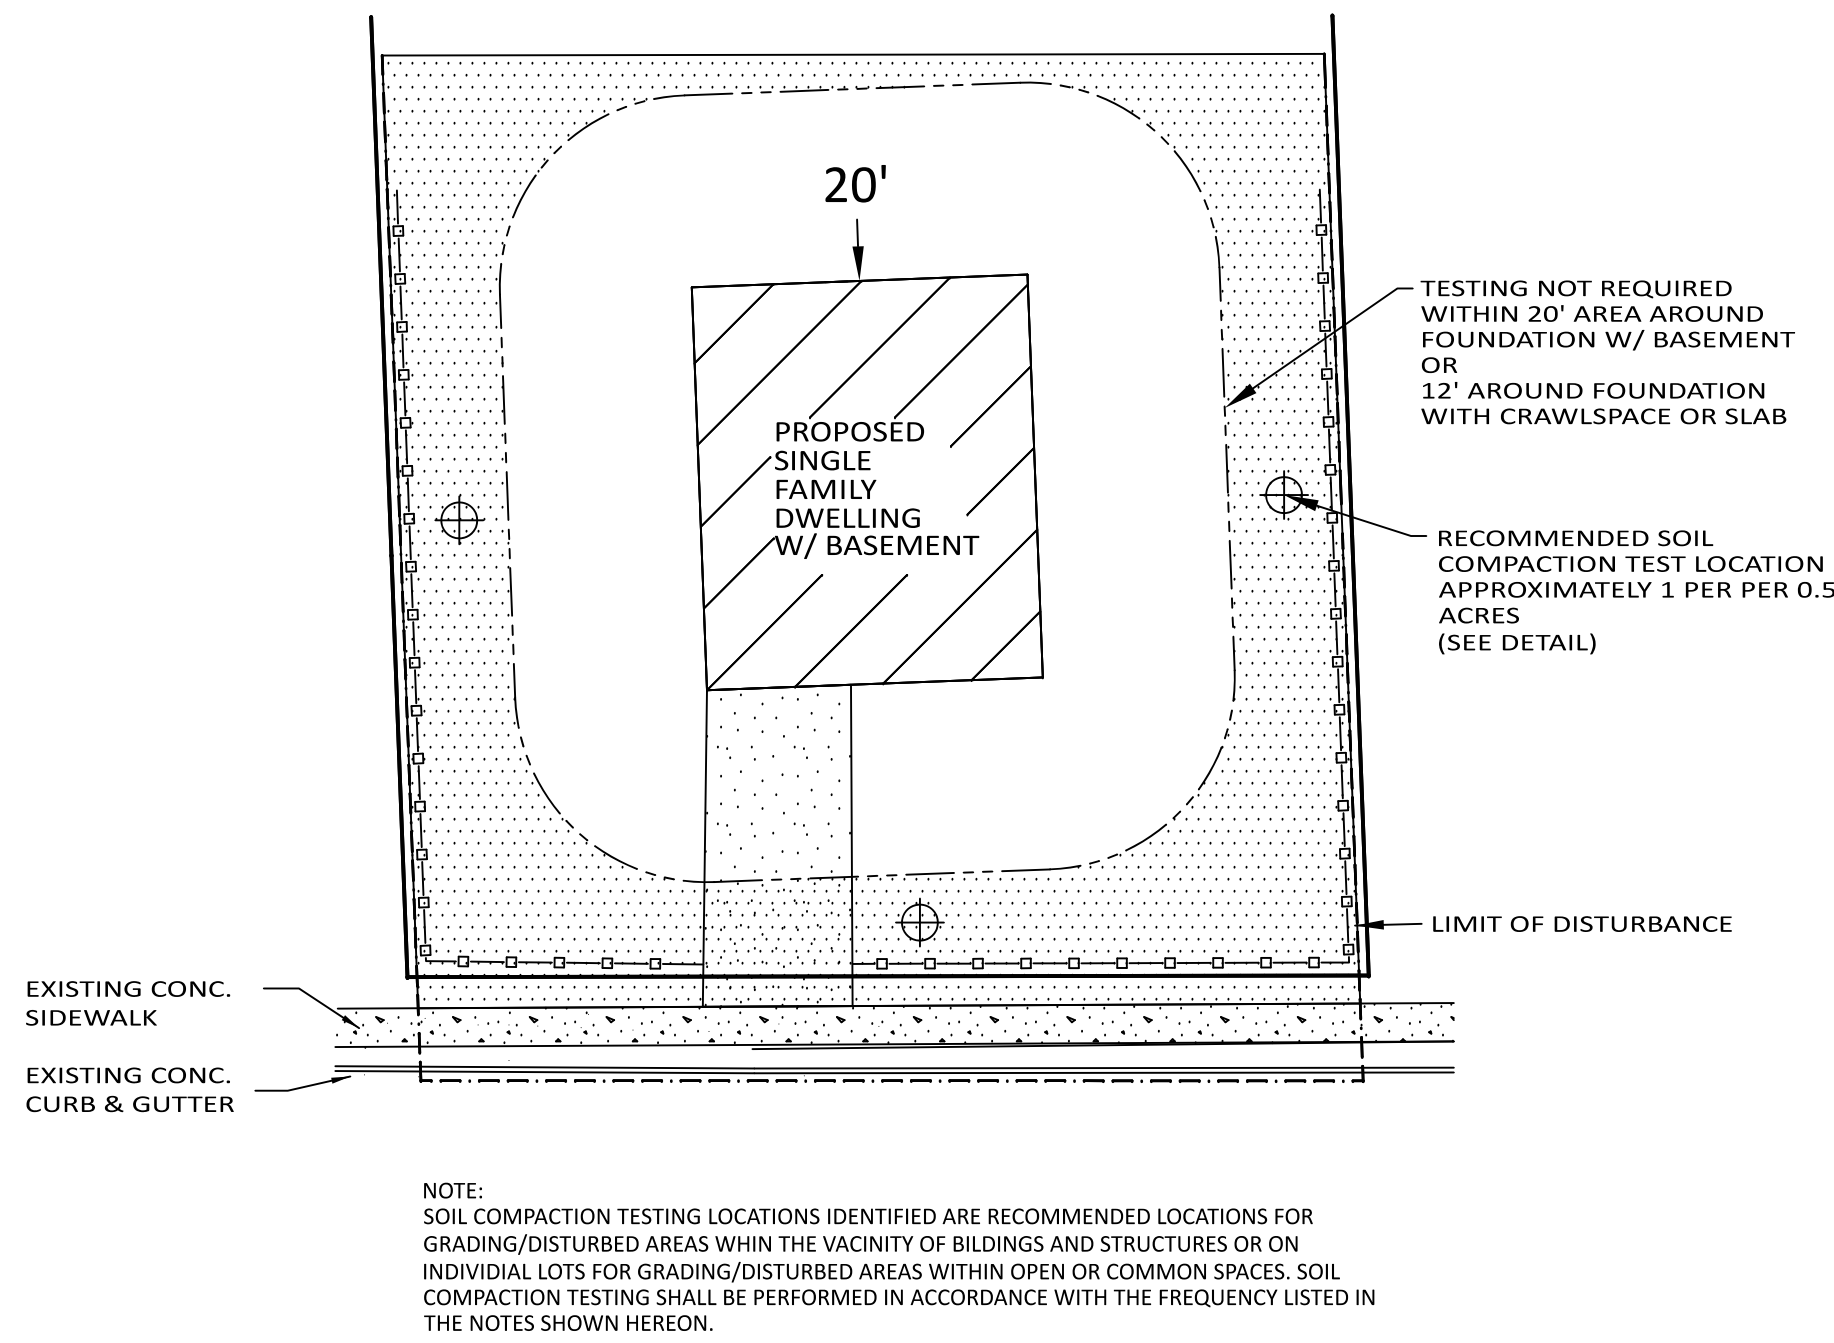 20'
PROPOSED
SINGLE
FAMILY
DWELLING
W/ BASEMENT
TESTING NOT REQUIRED
WITHIN 20' AREA AROUND
FOUNDATION W/ BASEMENT
OR
12' AROUND FOUNDATION
WITH CRAWLSPACE OR SLAB
RECOMMENDED SOIL
COMPACTION TEST LOCATION
APPROXIMATELY 1 PER PER 0.5
ACRES
(SEE DETAIL)
LIMIT OF DISTURBANCE
EXISTING CONC.
SIDEWALK
EXISTING CONC.
CURB & GUTTER
NOTE:
SOIL COMPACTION TESTING LOCATIONS IDENTIFIED ARE RECOMMENDED LOCATIONS FOR
GRADING/DISTURBED AREAS WHIN THE VACINITY OF BILDINGS AND STRUCTURES OR ON
INDIVIDIAL LOTS FOR GRADING/DISTURBED AREAS WITHIN OPEN OR COMMON SPACES. SOIL
COMPACTION TESTING SHALL BE PERFORMED IN ACCORDANCE WITH THE FREQUENCY LISTED IN
THE NOTES SHOWN HEREON.